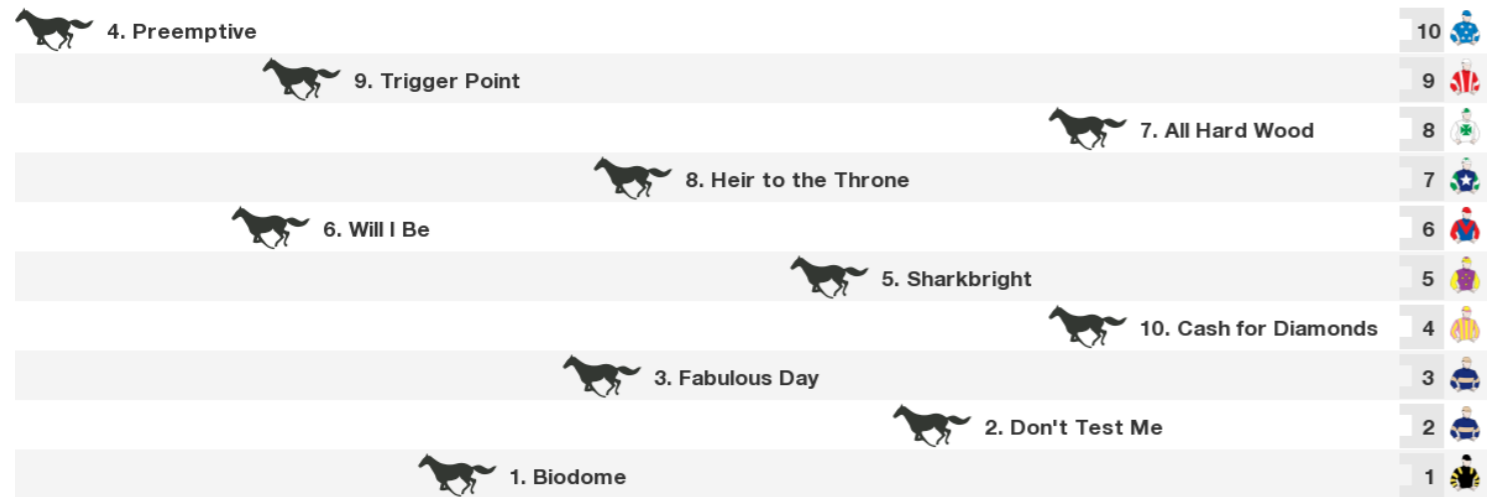 4. Preemptive 10
9. Trigger Point 9
7. All Hard Wood 8
8. Heir to the Throne 7
6. Will I Be 6
5. Sharkbright 5
10. Cash for Diamonds 4
3. Fabulous Day 3
2. Don't Test Me 2
1. Biodome 1